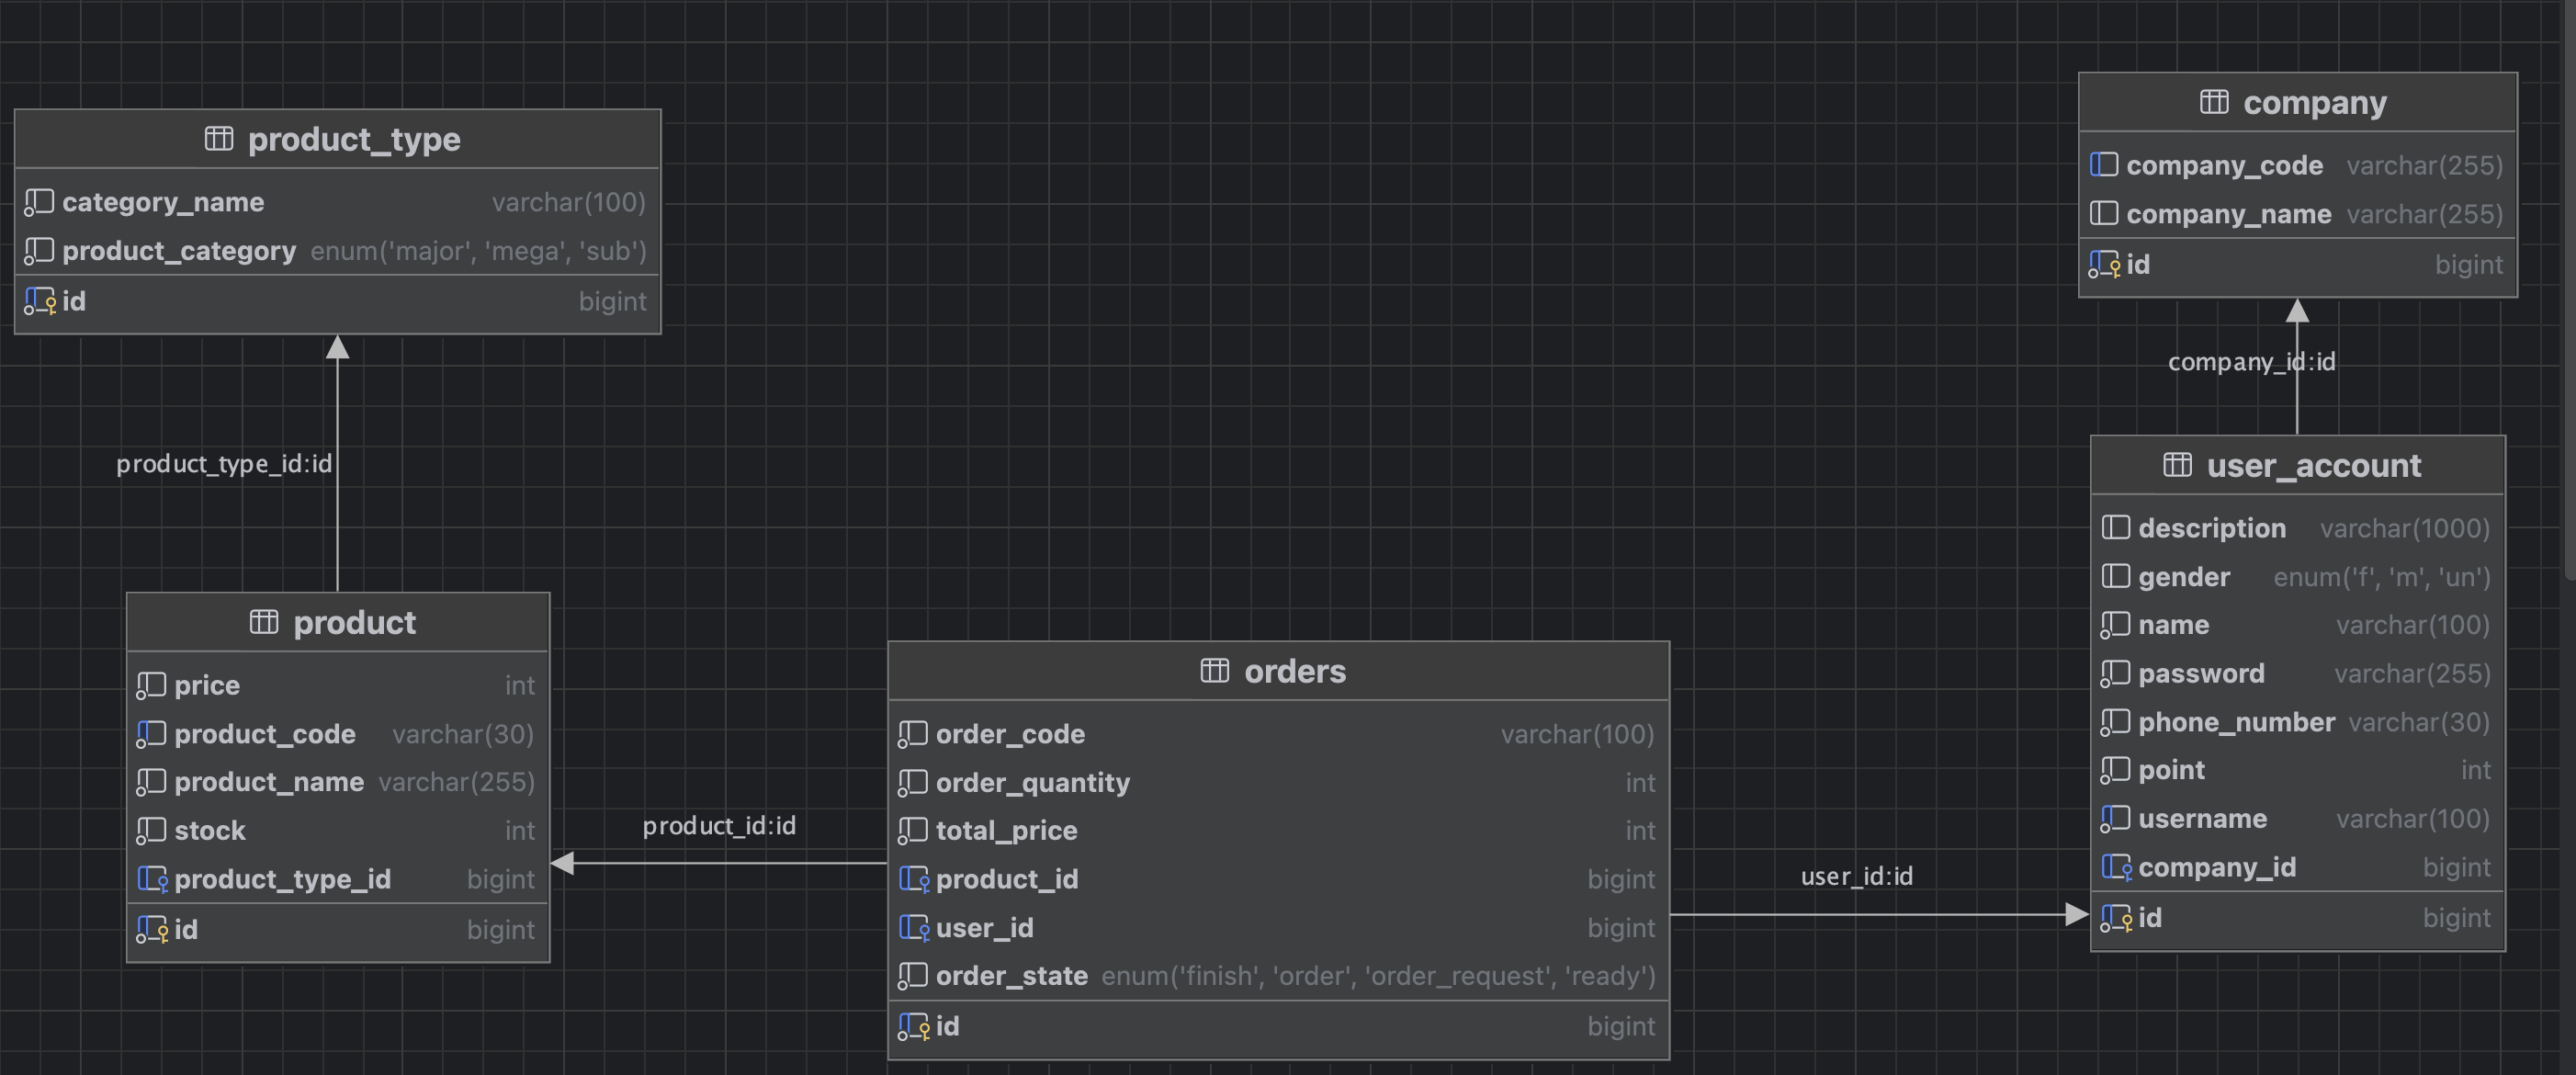 product_type
category_name varchar(100)
product_category enum('major', 'mega', 'sub')
id bigint
product_type_id:id
product
price int
product_code varchar(30)
product_name varchar(255)
stock int
product_type_id bigint
id bigint
product_id:id
orders
order_code varchar(100)
order_quantity int
total_price int
product_id bigint
user_id bigint
order_state enum('finish', 'order', 'order_request', 'ready')
id bigint
user_id:id
company
company_code varchar(255)
company_name varchar(255)
id bigint
company_id:id
user_account
description varchar(1000)
gender enum('f', 'm', 'un')
name varchar(100)
password varchar(255)
phone_number varchar(30)
point int
username varchar(100)
company_id bigint
id bigint